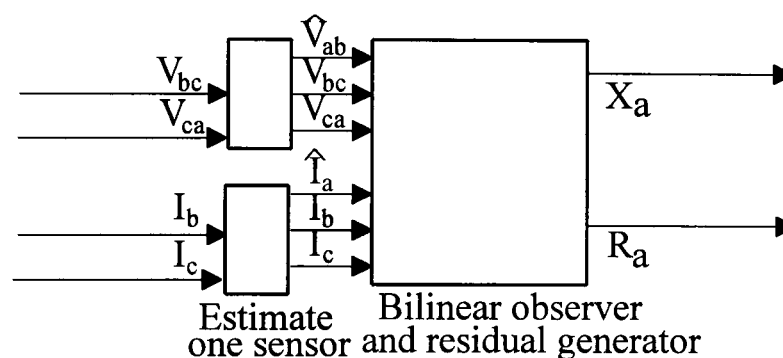 V̂ab
Vbc
Vbc
Vca
Vca
Xa
Îa
Ib
Ib
Ic
Ic
Ra
Estimate
one sensor
Bilinear observer
and residual generator